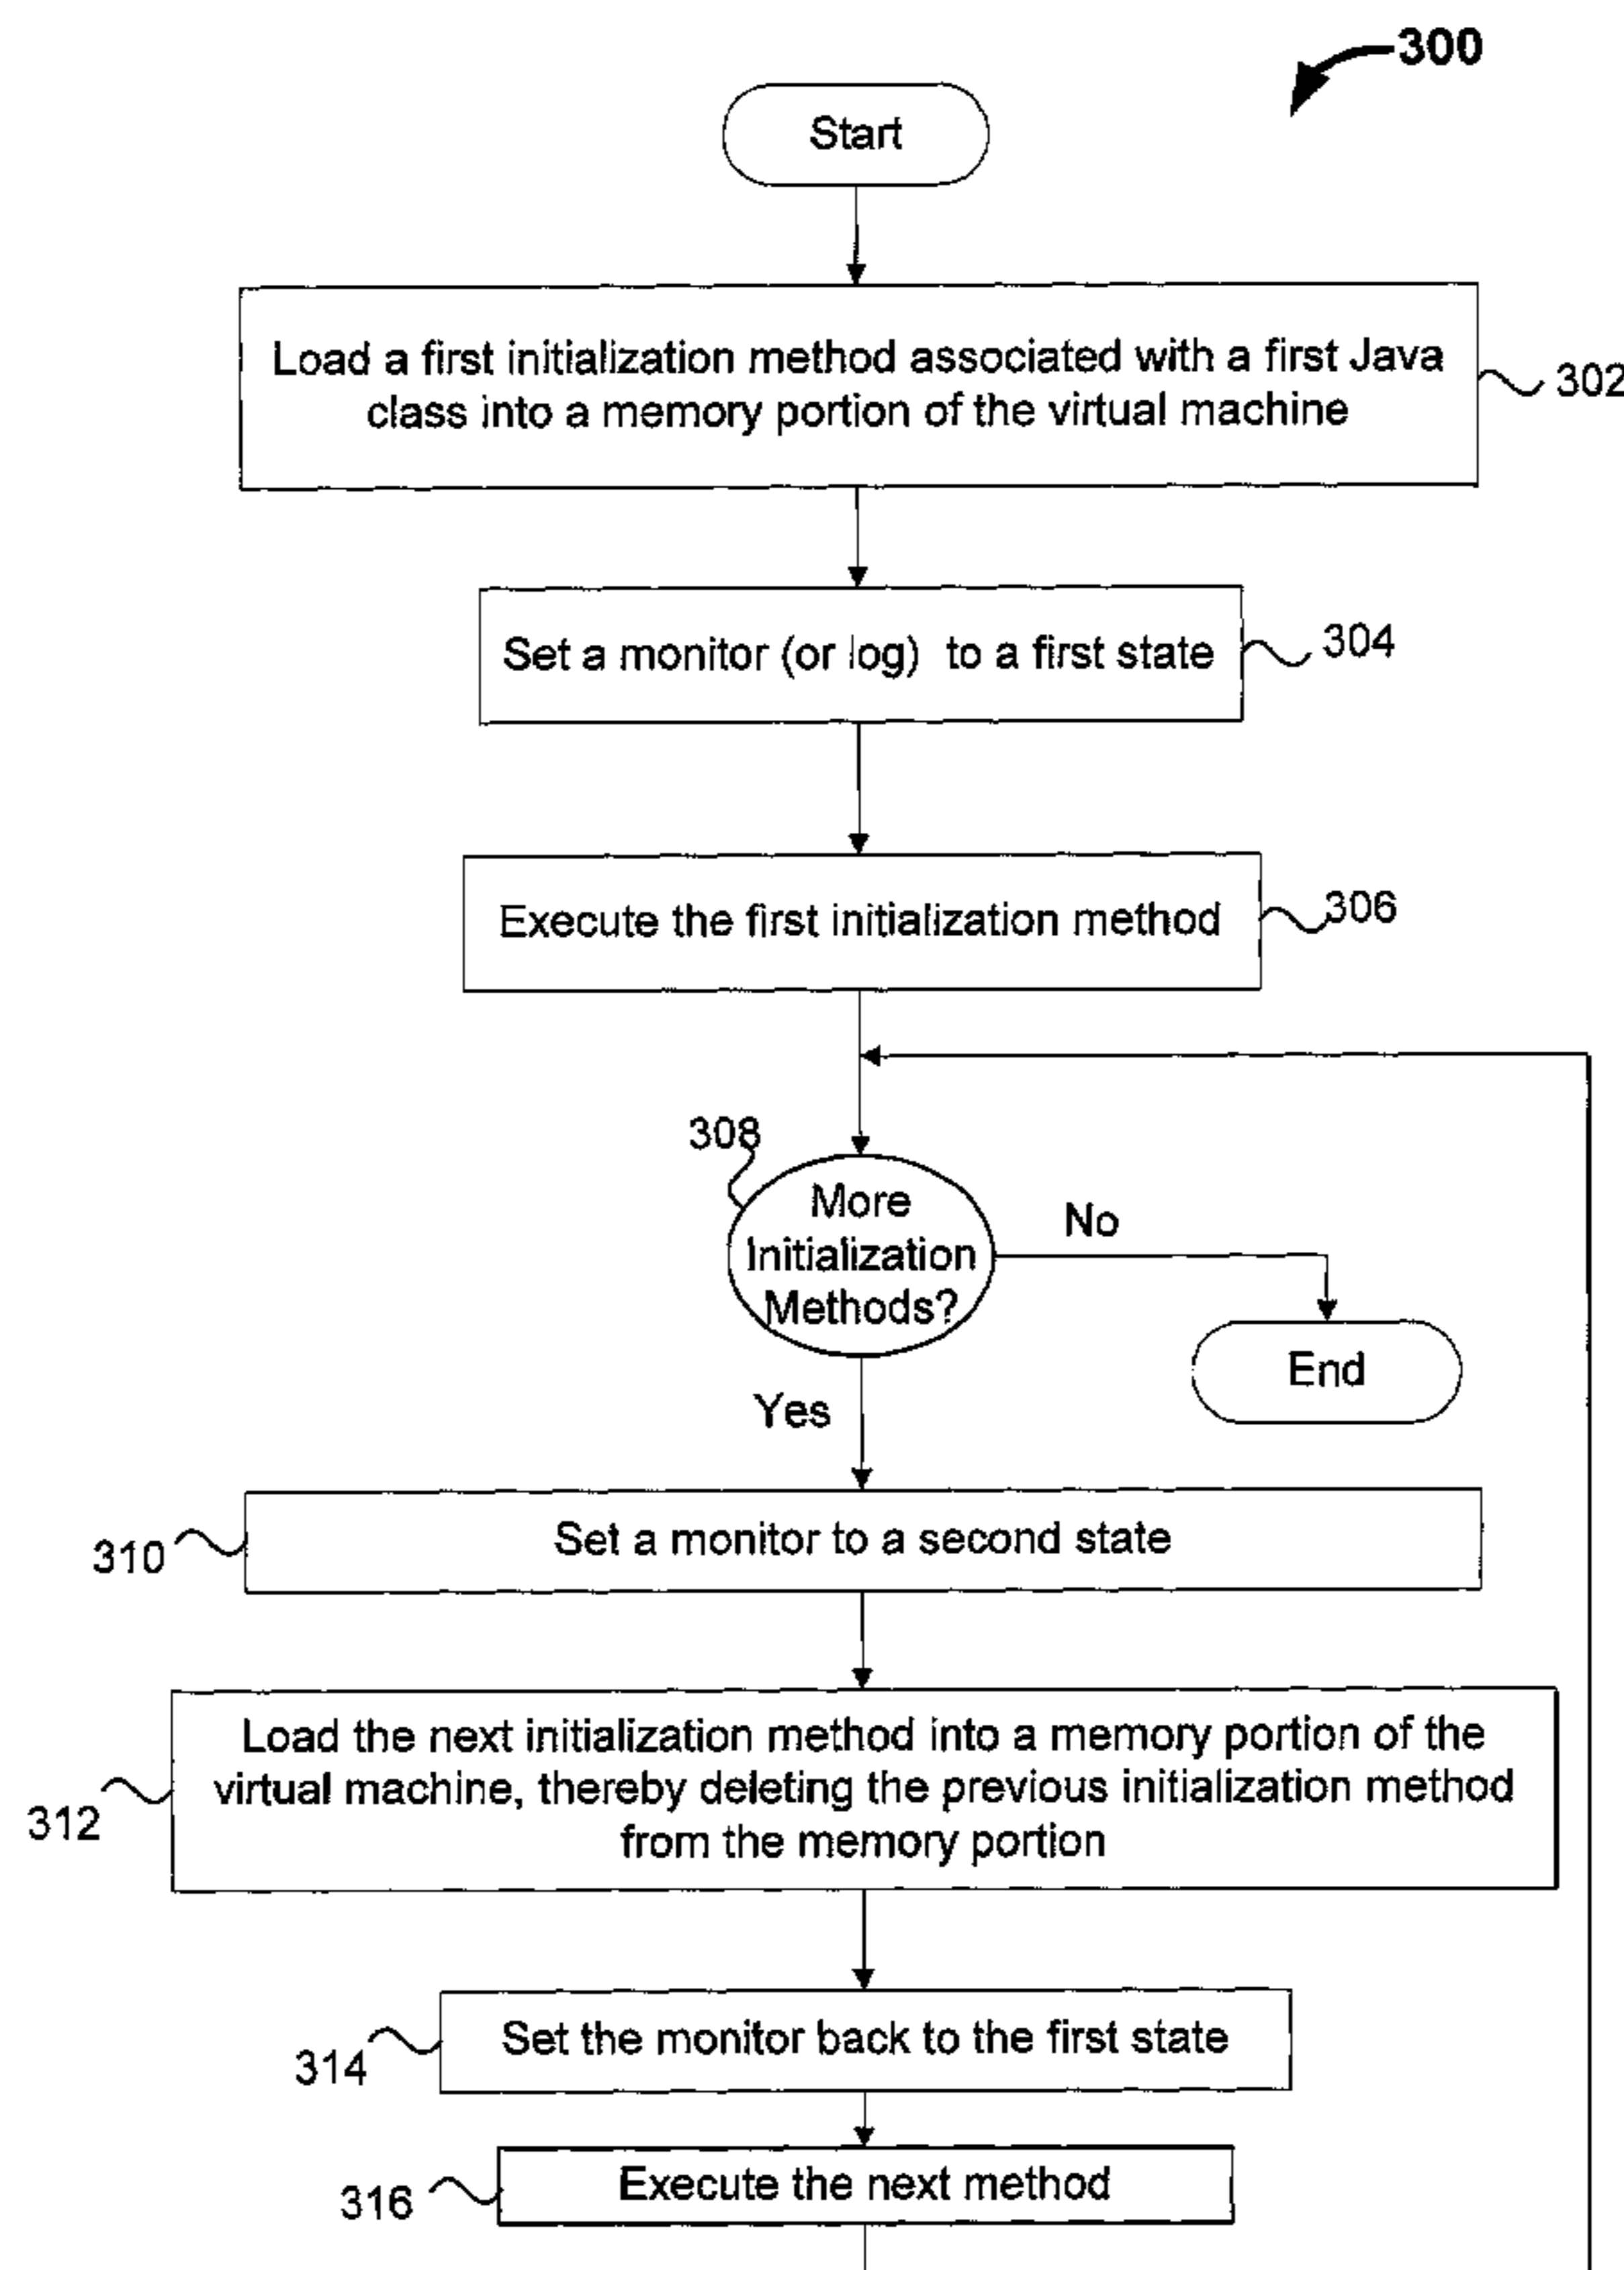 300
Start
Load a first initialization method associated with a first Java
class into a memory portion of the virtual machine
302
Set a monitor (or log) to a first state
304
Execute the first initialization method
306
308
More
Initialization
Methods?
No
End
Yes
310
Set a monitor to a second state
Load the next initialization method into a memory portion of the
virtual machine, thereby deleting the previous initialization method
from the memory portion
312
Set the monitor back to the first state
314
Execute the next method
316